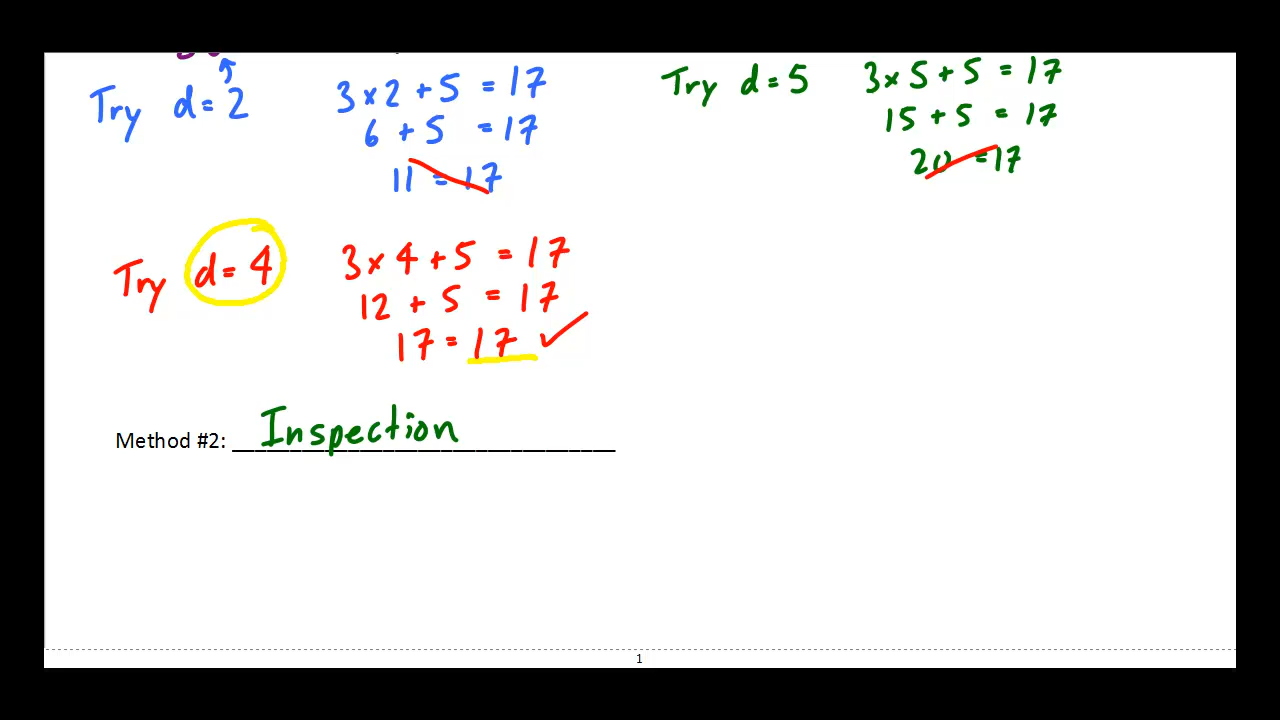 Try d = 2
3 × 2 + 5 = 17
6 + 5 = 17
11 = 17
Try d = 5
3 × 5 + 5 = 17
15 + 5 = 17
20 = 17
Try d = 4
3 × 4 + 5 = 17
12 + 5 = 17
17 = 17 ✓
Method #2: Inspection
1